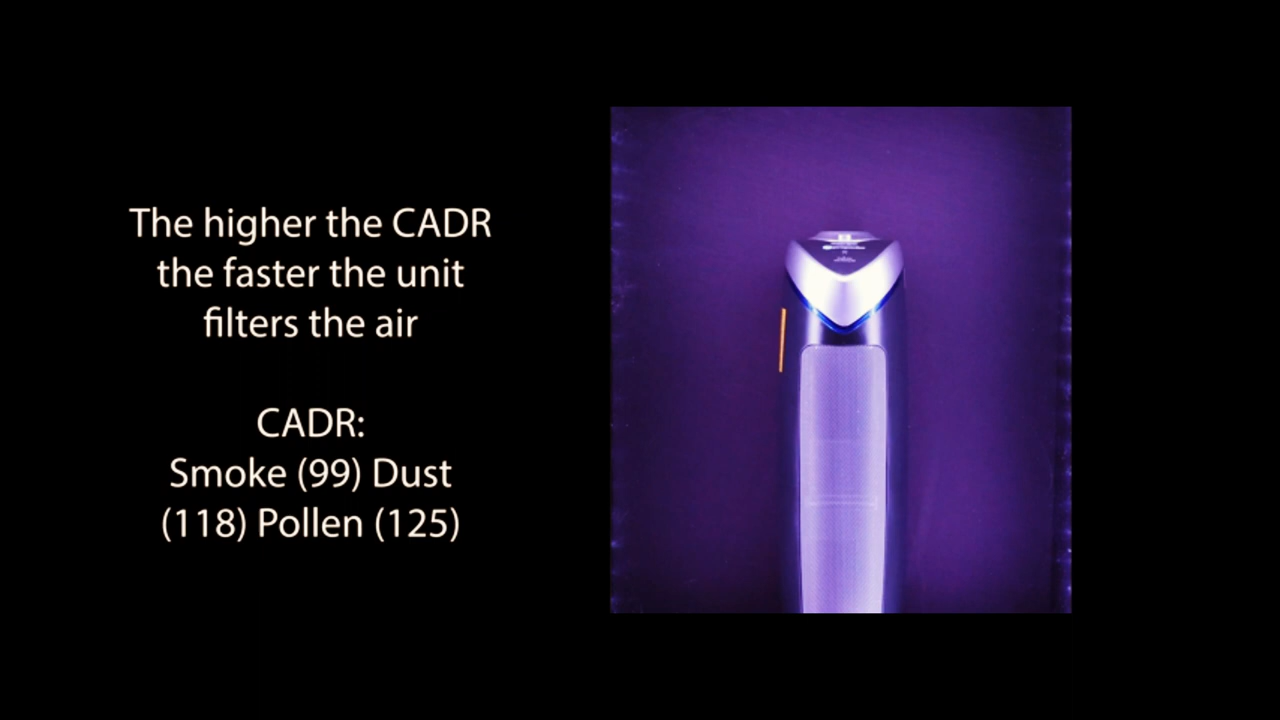 The higher the CADR
the faster the unit
filters the air
CADR:
Smoke (99) Dust
(118) Pollen (125)